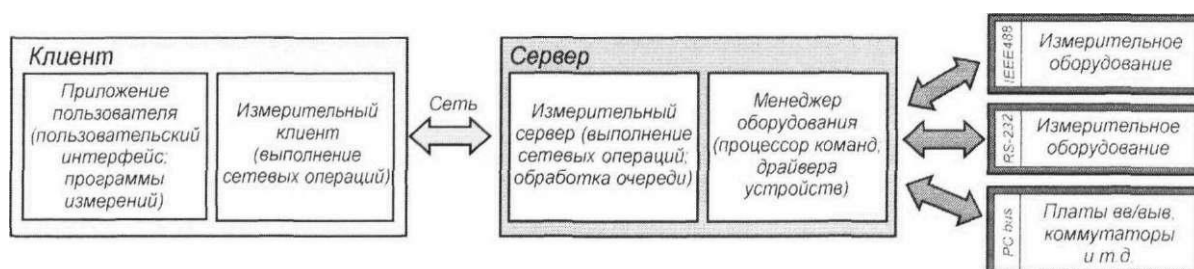 Клиент
Приложение
пользователя
(пользовательский
интерфейс;
программы
измерений)
Измерительный
клиент
(выполнение
сетевых операций)
Сеть
Сервер
Измерительный
сервер (выполнение
сетевых операций;
обработка очереди)
Менеджер
оборудования
(процессор команд,
драйвера
устройств)
IEEE488
Измерительное
оборудование
RS-232
Измерительное
оборудование
PC bus
Платы вв/выв,
коммутаторы
и т.д.